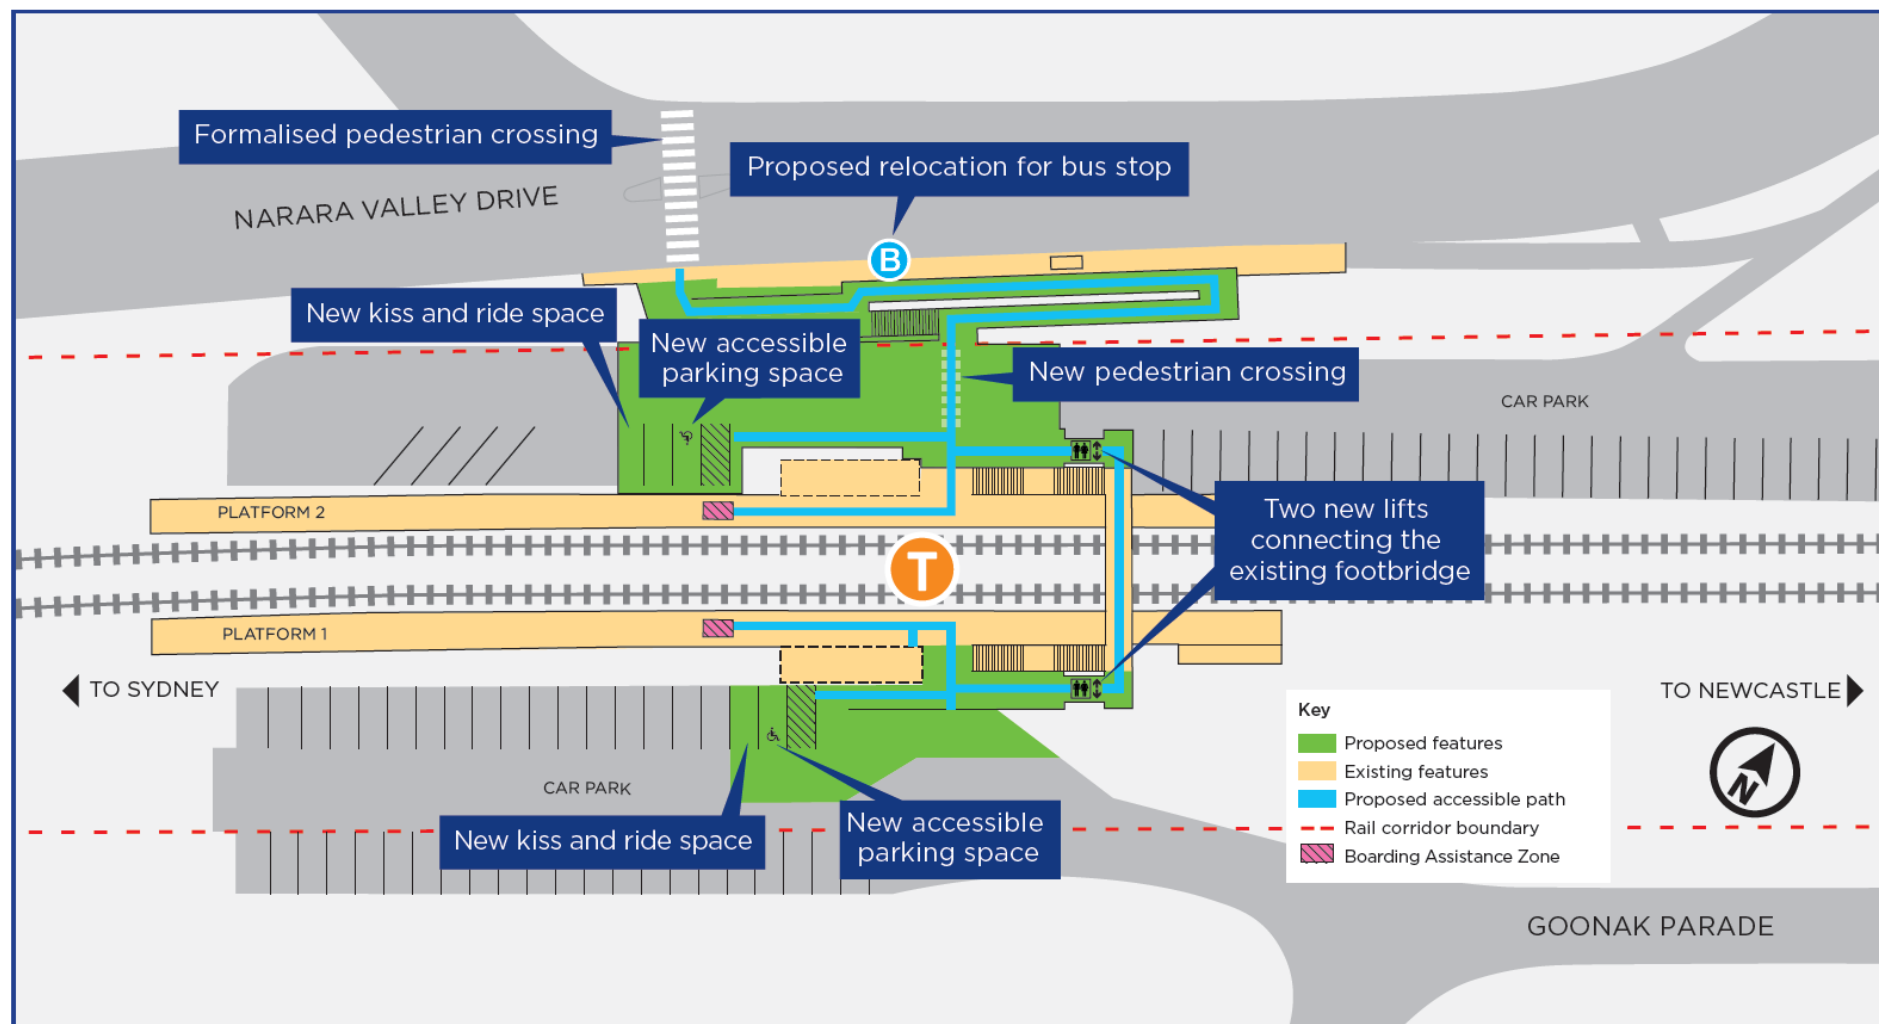 Formalised pedestrian crossing
Proposed relocation for bus stop
NARARA VALLEY DRIVE
B
New kiss and ride space
New accessible
parking space
New pedestrian crossing
CAR PARK
PLATFORM 2
Two new lifts
connecting the
existing footbridge
T
PLATFORM 1
TO SYDNEY
TO NEWCASTLE
Key
Proposed features
Existing features
Proposed accessible path
Rail corridor boundary
Boarding Assistance Zone
N
CAR PARK
New kiss and ride space
New accessible
parking space
GOONAK PARADE